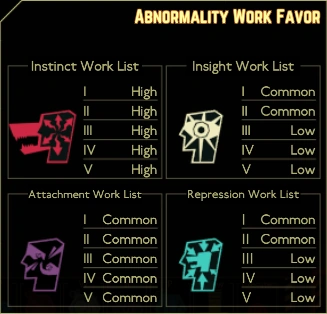 Abnormality Work Favor
Instinct Work List
I High
II High
III High
IV High
V High
Insight Work List
I Common
II Common
III Low
IV Low
V Low
Attachment Work List
I Common
II Common
III Common
IV Common
V Common
Repression Work List
I Common
II Common
III Low
IV Low
V Low